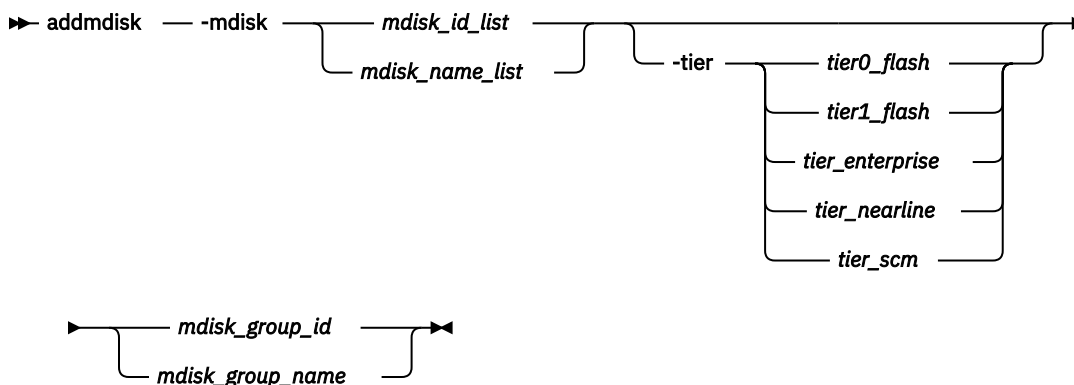 addmdisk -mdisk mdisk_id_list
mdisk_name_list
-tier tier0_flash
tier1_flash
tier_enterprise
tier_nearline
tier_scm
mdisk_group_id
mdisk_group_name